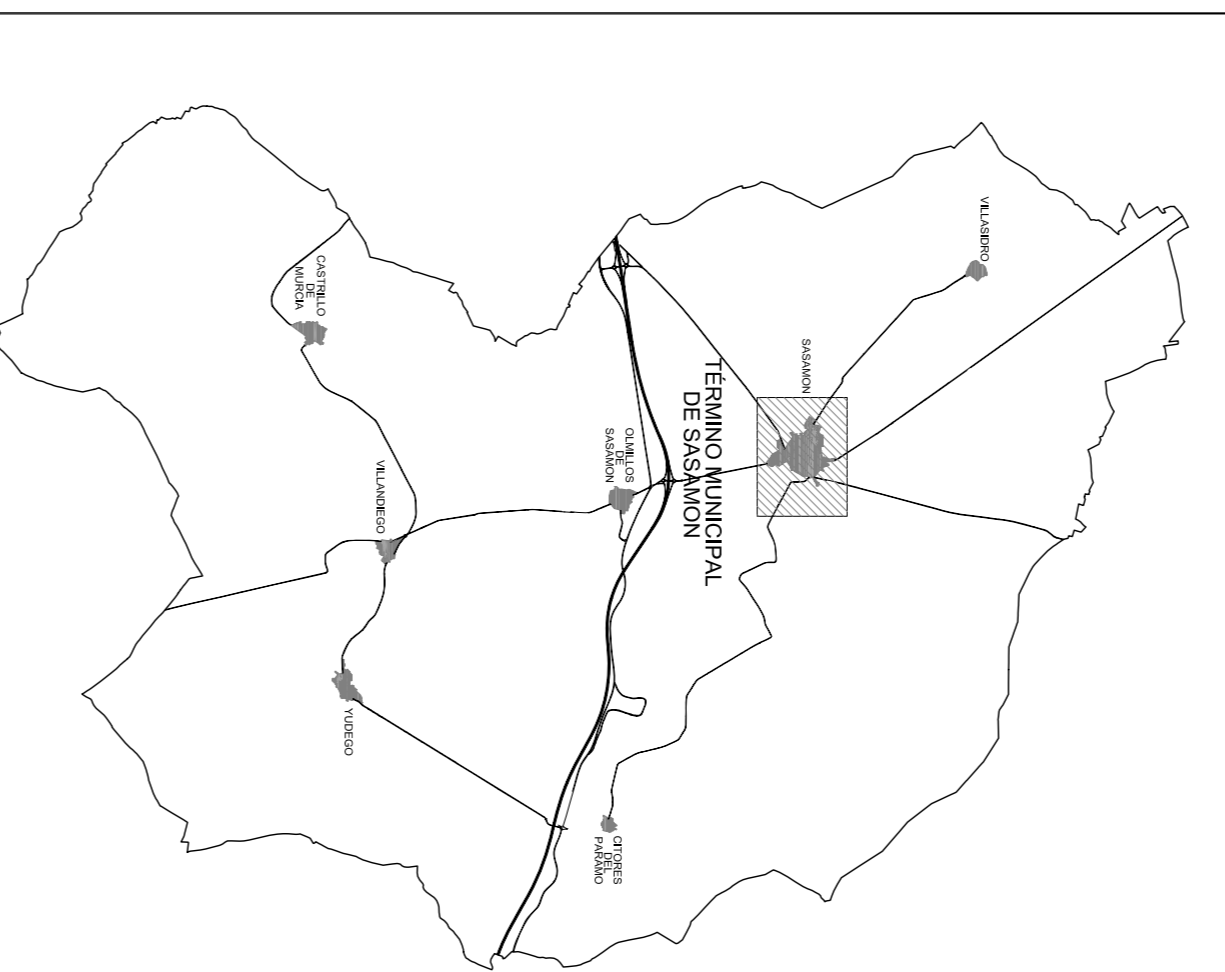 VILLASIDRO
SASAMON
TÉRMINO MUNICIPAL
DE SASAMON
OLMILLOS
DE
SASAMON
CASTRILLO
DE
MURCIA
VILLANDIEGO
YUDEGO
CITORES
DEL
PARAMO